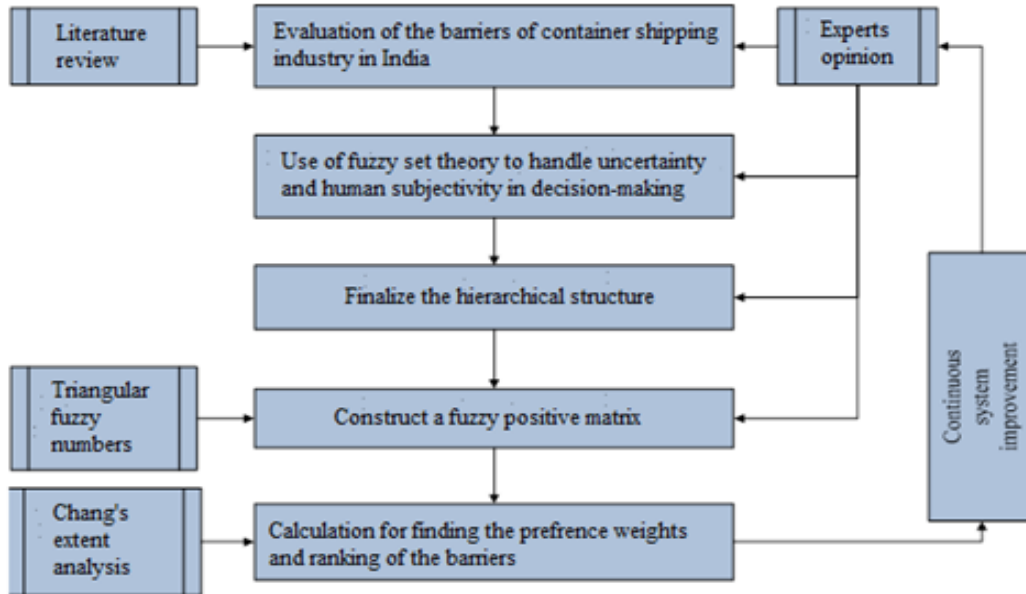 Literature
review
Evaluation of the barriers of container shipping
industry in India
Experts
opinion
Use of fuzzy set theory to handle uncertainty
and human subjectivity in decision-making
Finalize the hierarchical structure
Triangular
fuzzy
numbers
Construct a fuzzy positive matrix
Continuous
system
improvement
Chang's
extent
analysis
Calculation for finding the prefrence weights
and ranking of the barriers